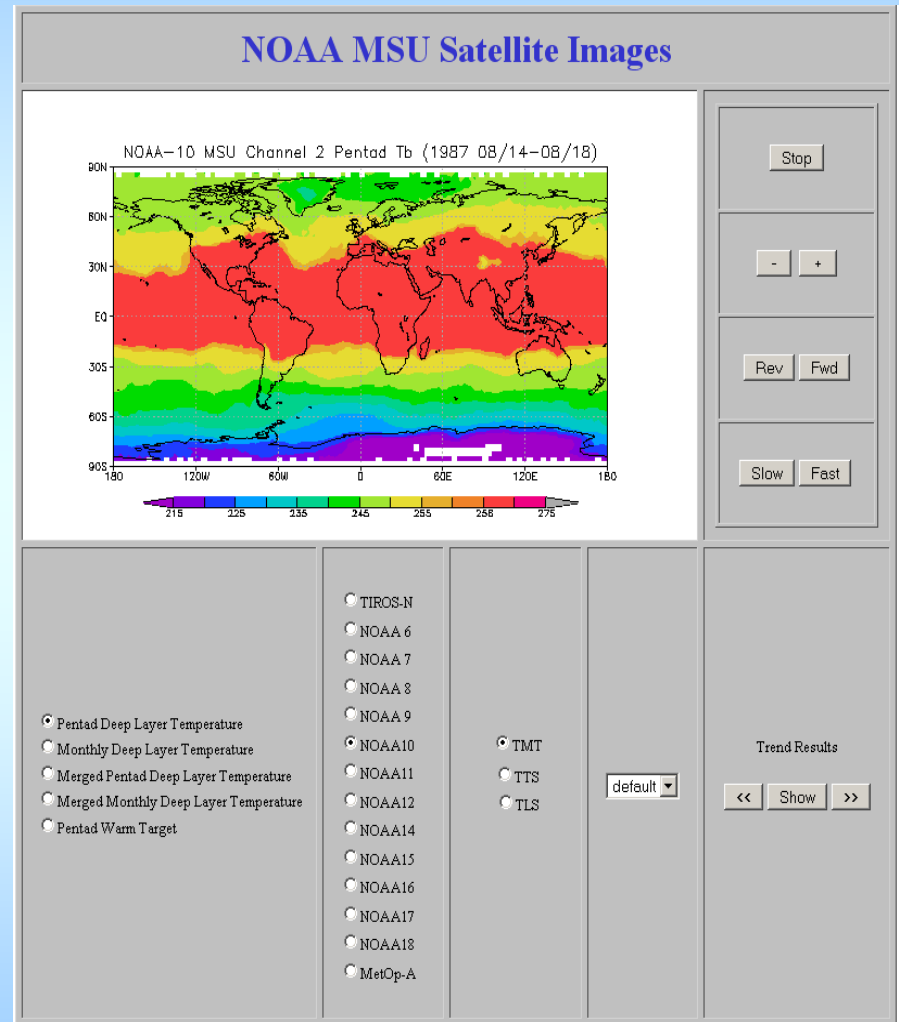 NOAA MSU Satellite Images
NOAA-10 MSU Channel 2 Pentad Tb (1987 08/14-08/18)
90N
60N
30N
EQ
30S
60S
90S
180 120W 60W 0 60E 120E 180
215 225 235 245 255 258 275
Stop
- +
Rev Fwd
Slow Fast
Pentad Deep Layer Temperature
Monthly Deep Layer Temperature
Merged Pentad Deep Layer Temperature
Merged Monthly Deep Layer Temperature
Pentad Warm Target
TIROS-N
NOAA 6
NOAA 7
NOAA 8
NOAA 9
NOAA10
NOAA11
NOAA12
NOAA14
NOAA15
NOAA16
NOAA17
NOAA18
MetOp-A
TMT
TTS
TLS
default
Trend Results
<< Show >>